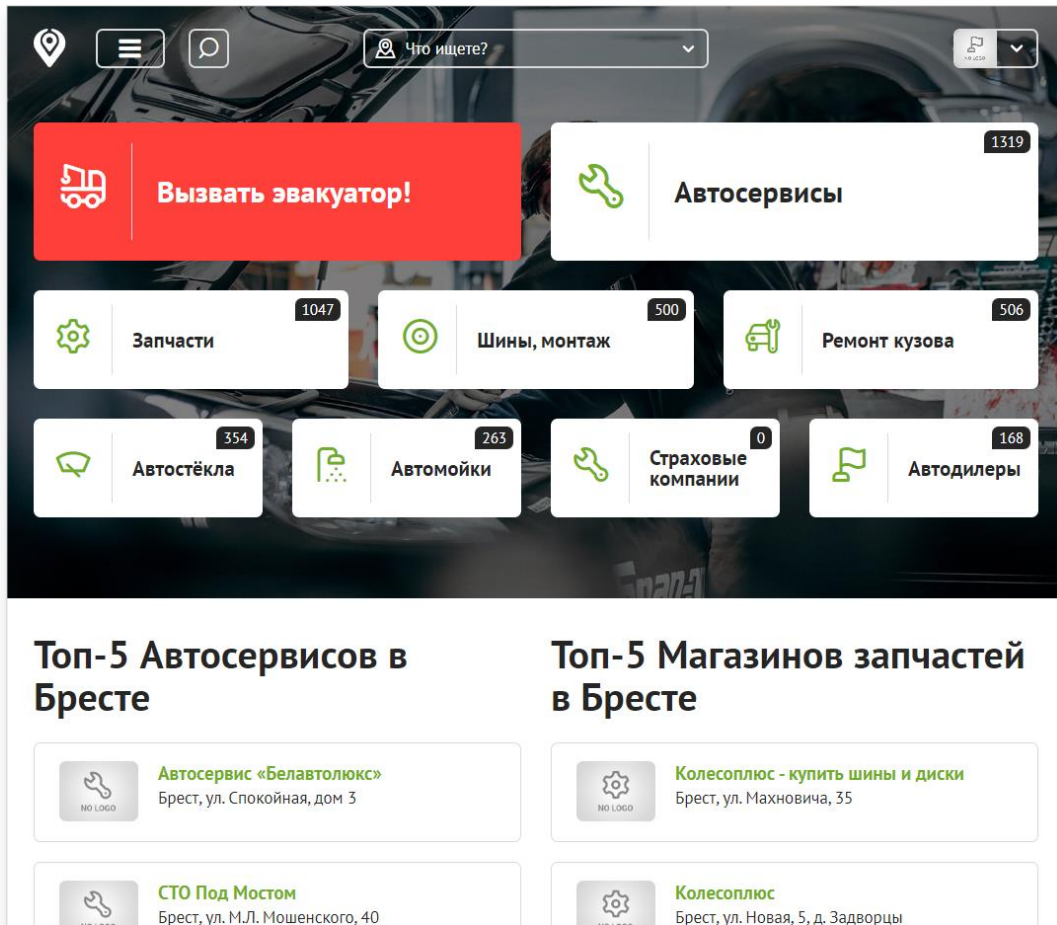 Что ищете?
NO LOGO
Вызвать эвакуатор!
1319
Автосервисы
1047
Запчасти
500
Шины, монтаж
506
Ремонт кузова
354
Автостёкла
263
Автомойки
0
Страховые
компании
168
Автодилеры
Топ-5 Автосервисов в
Бресте
NO LOGO
Автосервис «Белавтолюкс»
Брест, ул. Спокойная, дом 3
СТО Под Мостом
Брест, ул. М.Л. Мошенского, 40
Топ-5 Магазинов запчастей
в Бресте
NO LOGO
Колесоплюс - купить шины и диски
Брест, ул. Махновича, 35
Колесоплюс
Брест, ул. Новая, 5, д. Задворцы